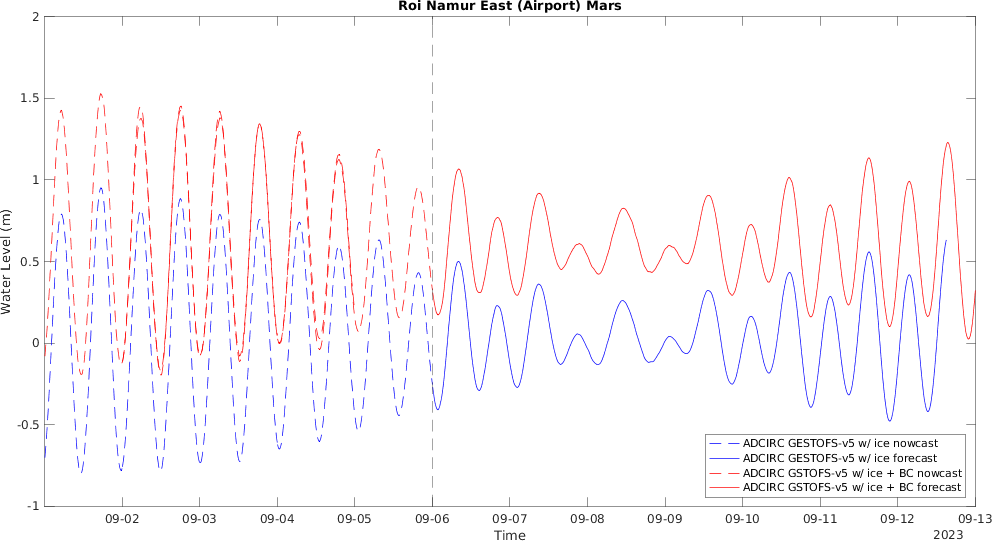 Roi Namur East (Airport) Mars
2
1.5
1
0.5
0
-0.5
-1
Water Level (m)
ADCIRC GESTOFS-v5 w/ ice nowcast
ADCIRC GESTOFS-v5 w/ ice forecast
ADCIRC GSTOFS-v5 w/ ice + BC nowcast
ADCIRC GSTOFS-v5 w/ ice + BC forecast
09-02 09-03 09-04 09-05 09-06 09-07 09-08 09-09 09-10 09-11 09-12 09-13
Time
2023